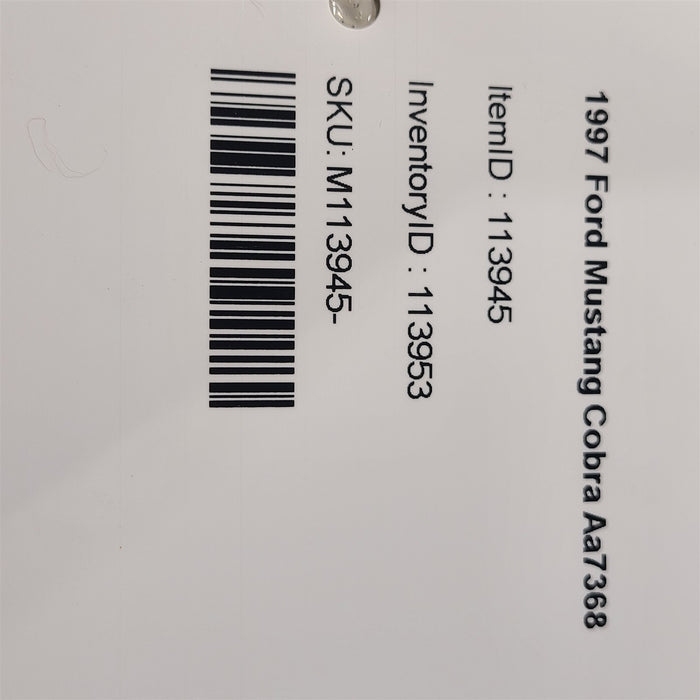 1997 Ford Mustang Cobra Aa7368
ItemID : 113945
InventoryID : 113953
SKU: M113945-